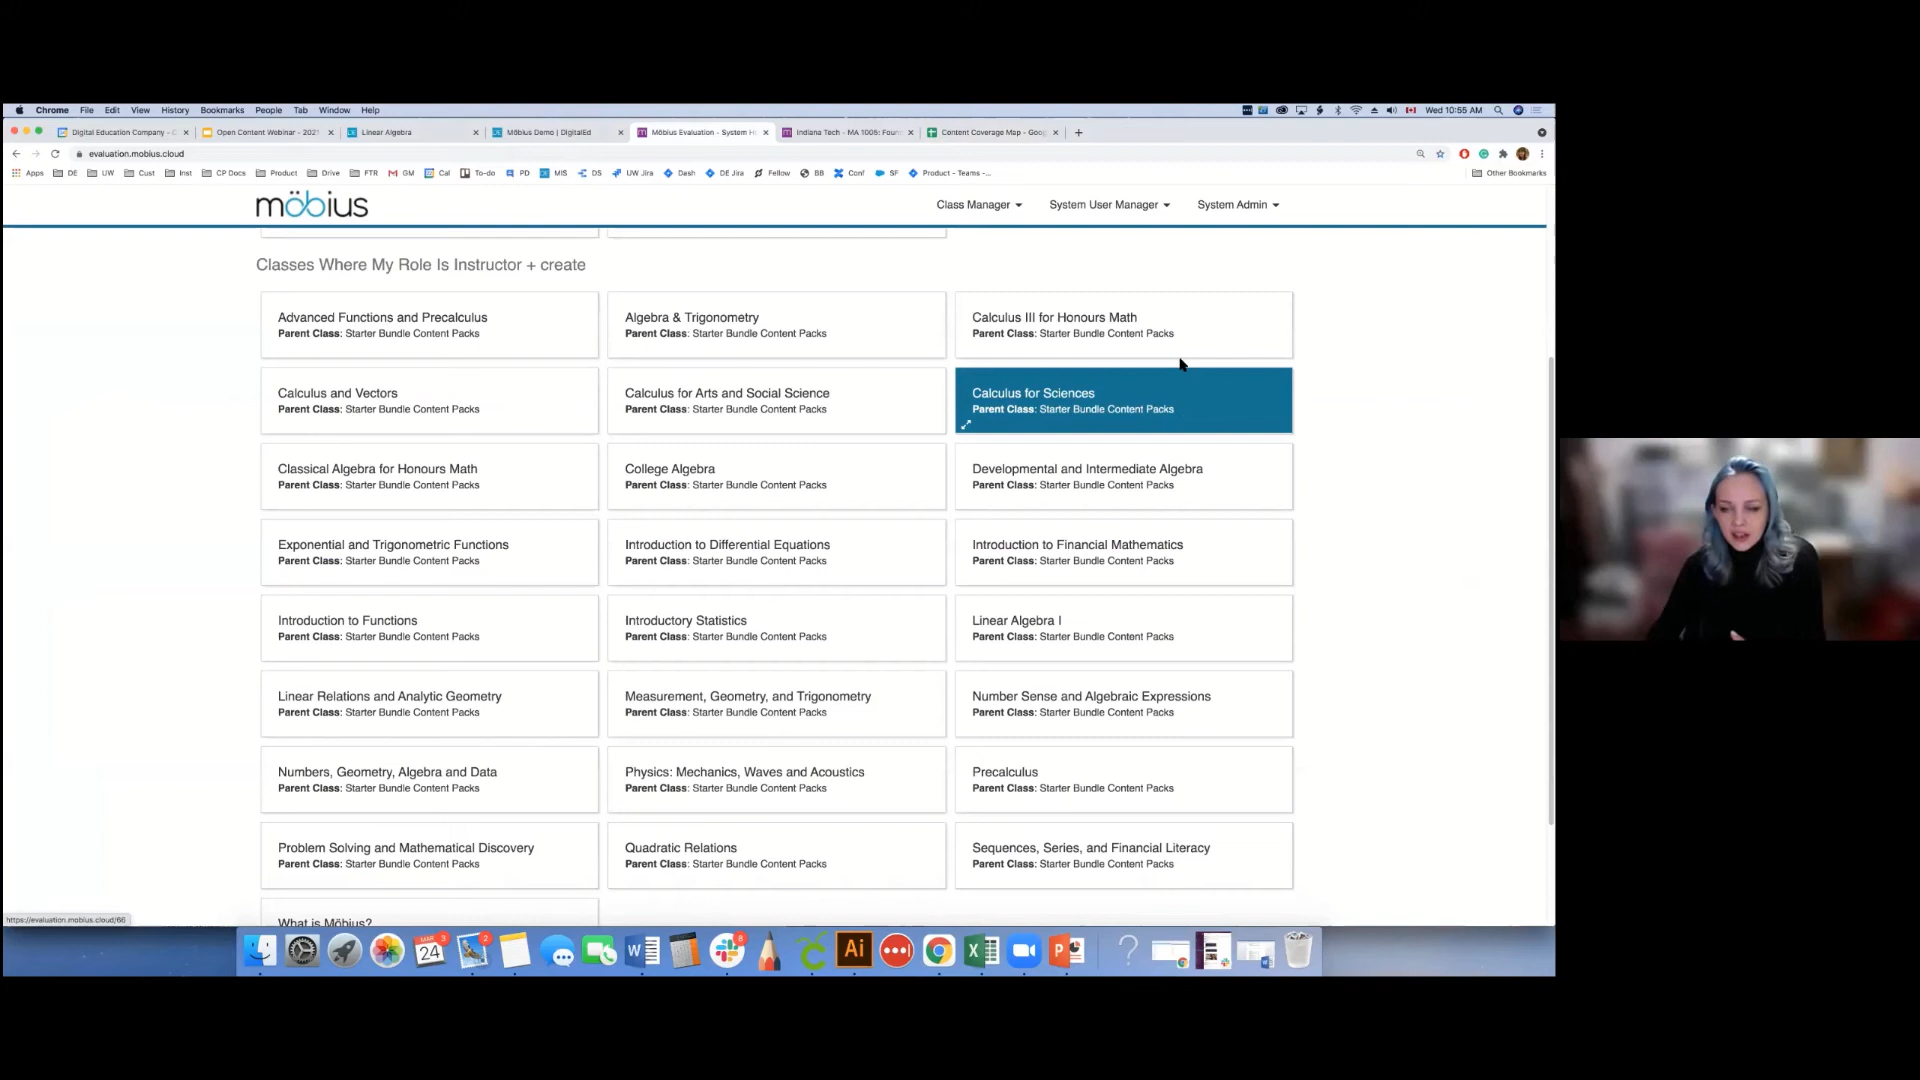 Chrome File Edit View History Bookmarks People Tab Window Help Wed 10:55 AM
Digital Education Company - C Open Content Webinar - 2021 Linear Algebra Möbius Demo | DigitalEd Möbius Evaluation - System Ho Indiana Tech - MA 1005: Found Content Coverage Map - Goog
evaluation.mobius.cloud
Apps DE UW Cust Inst CP Docs Product Drive FTR GM Cal To-do PD MIS DS UW Jira Dash DE Jira Fellow BB Conf SF Product - Teams -... Other Bookmarks
möbius Class Manager System User Manager System Admin
Classes Where My Role Is Instructor + create
Advanced Functions and Precalculus
Parent Class: Starter Bundle Content Packs
Algebra & Trigonometry
Parent Class: Starter Bundle Content Packs
Calculus III for Honours Math
Parent Class: Starter Bundle Content Packs
Calculus and Vectors
Parent Class: Starter Bundle Content Packs
Calculus for Arts and Social Science
Parent Class: Starter Bundle Content Packs
Calculus for Sciences
Parent Class: Starter Bundle Content Packs
Classical Algebra for Honours Math
Parent Class: Starter Bundle Content Packs
College Algebra
Parent Class: Starter Bundle Content Packs
Developmental and Intermediate Algebra
Parent Class: Starter Bundle Content Packs
Exponential and Trigonometric Functions
Parent Class: Starter Bundle Content Packs
Introduction to Differential Equations
Parent Class: Starter Bundle Content Packs
Introduction to Financial Mathematics
Parent Class: Starter Bundle Content Packs
Introduction to Functions
Parent Class: Starter Bundle Content Packs
Introductory Statistics
Parent Class: Starter Bundle Content Packs
Linear Algebra I
Parent Class: Starter Bundle Content Packs
Linear Relations and Analytic Geometry
Parent Class: Starter Bundle Content Packs
Measurement, Geometry, and Trigonometry
Parent Class: Starter Bundle Content Packs
Number Sense and Algebraic Expressions
Parent Class: Starter Bundle Content Packs
Numbers, Geometry, Algebra and Data
Parent Class: Starter Bundle Content Packs
Physics: Mechanics, Waves and Acoustics
Parent Class: Starter Bundle Content Packs
Precalculus
Parent Class: Starter Bundle Content Packs
Problem Solving and Mathematical Discovery
Parent Class: Starter Bundle Content Packs
Quadratic Relations
Parent Class: Starter Bundle Content Packs
Sequences, Series, and Financial Literacy
Parent Class: Starter Bundle Content Packs
What is Möbius?
https://evaluation.mobius.cloud/66
MAR 24 3 2 W 8 Ai X P ?